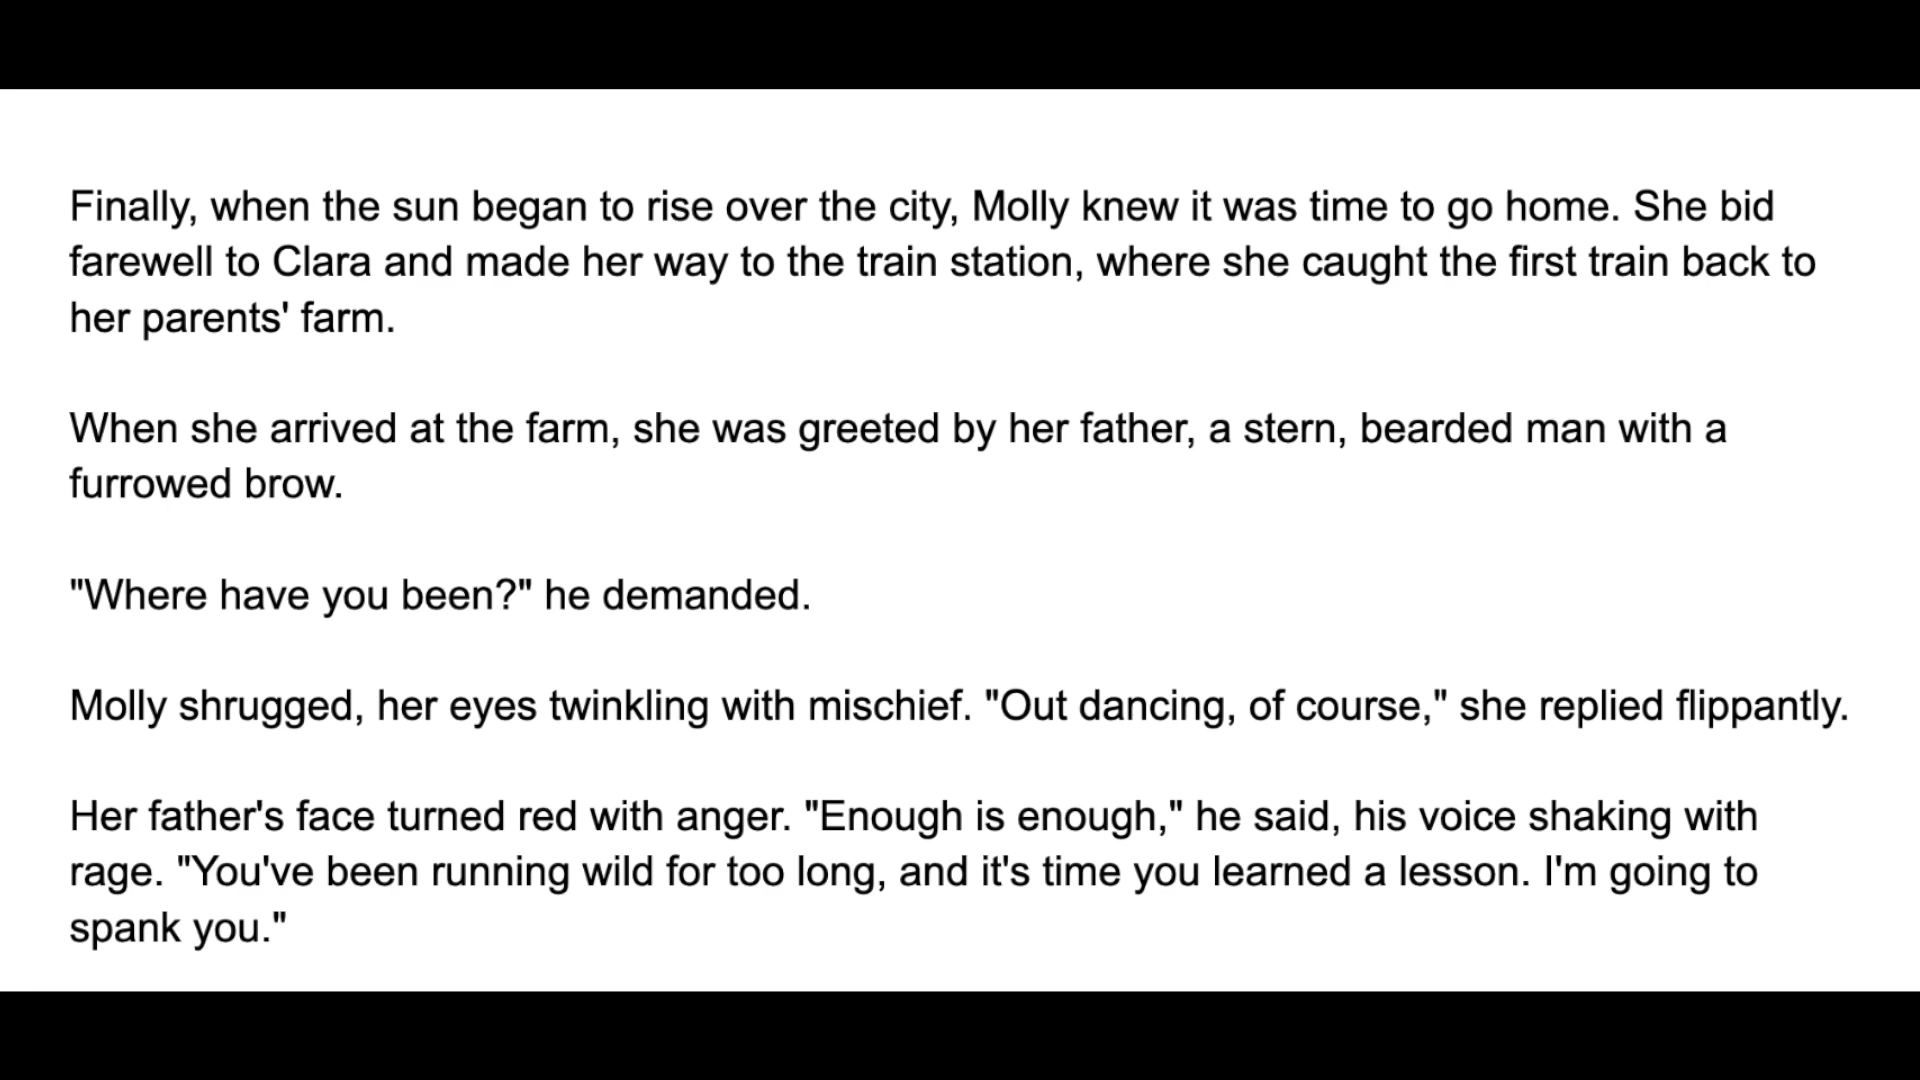 Finally, when the sun began to rise over the city, Molly knew it was time to go home. She bid
farewell to Clara and made her way to the train station, where she caught the first train back to
her parents' farm.
When she arrived at the farm, she was greeted by her father, a stern, bearded man with a
furrowed brow.
"Where have you been?" he demanded.
Molly shrugged, her eyes twinkling with mischief. "Out dancing, of course," she replied flippantly.
Her father's face turned red with anger. "Enough is enough," he said, his voice shaking with
rage. "You've been running wild for too long, and it's time you learned a lesson. I'm going to
spank you."